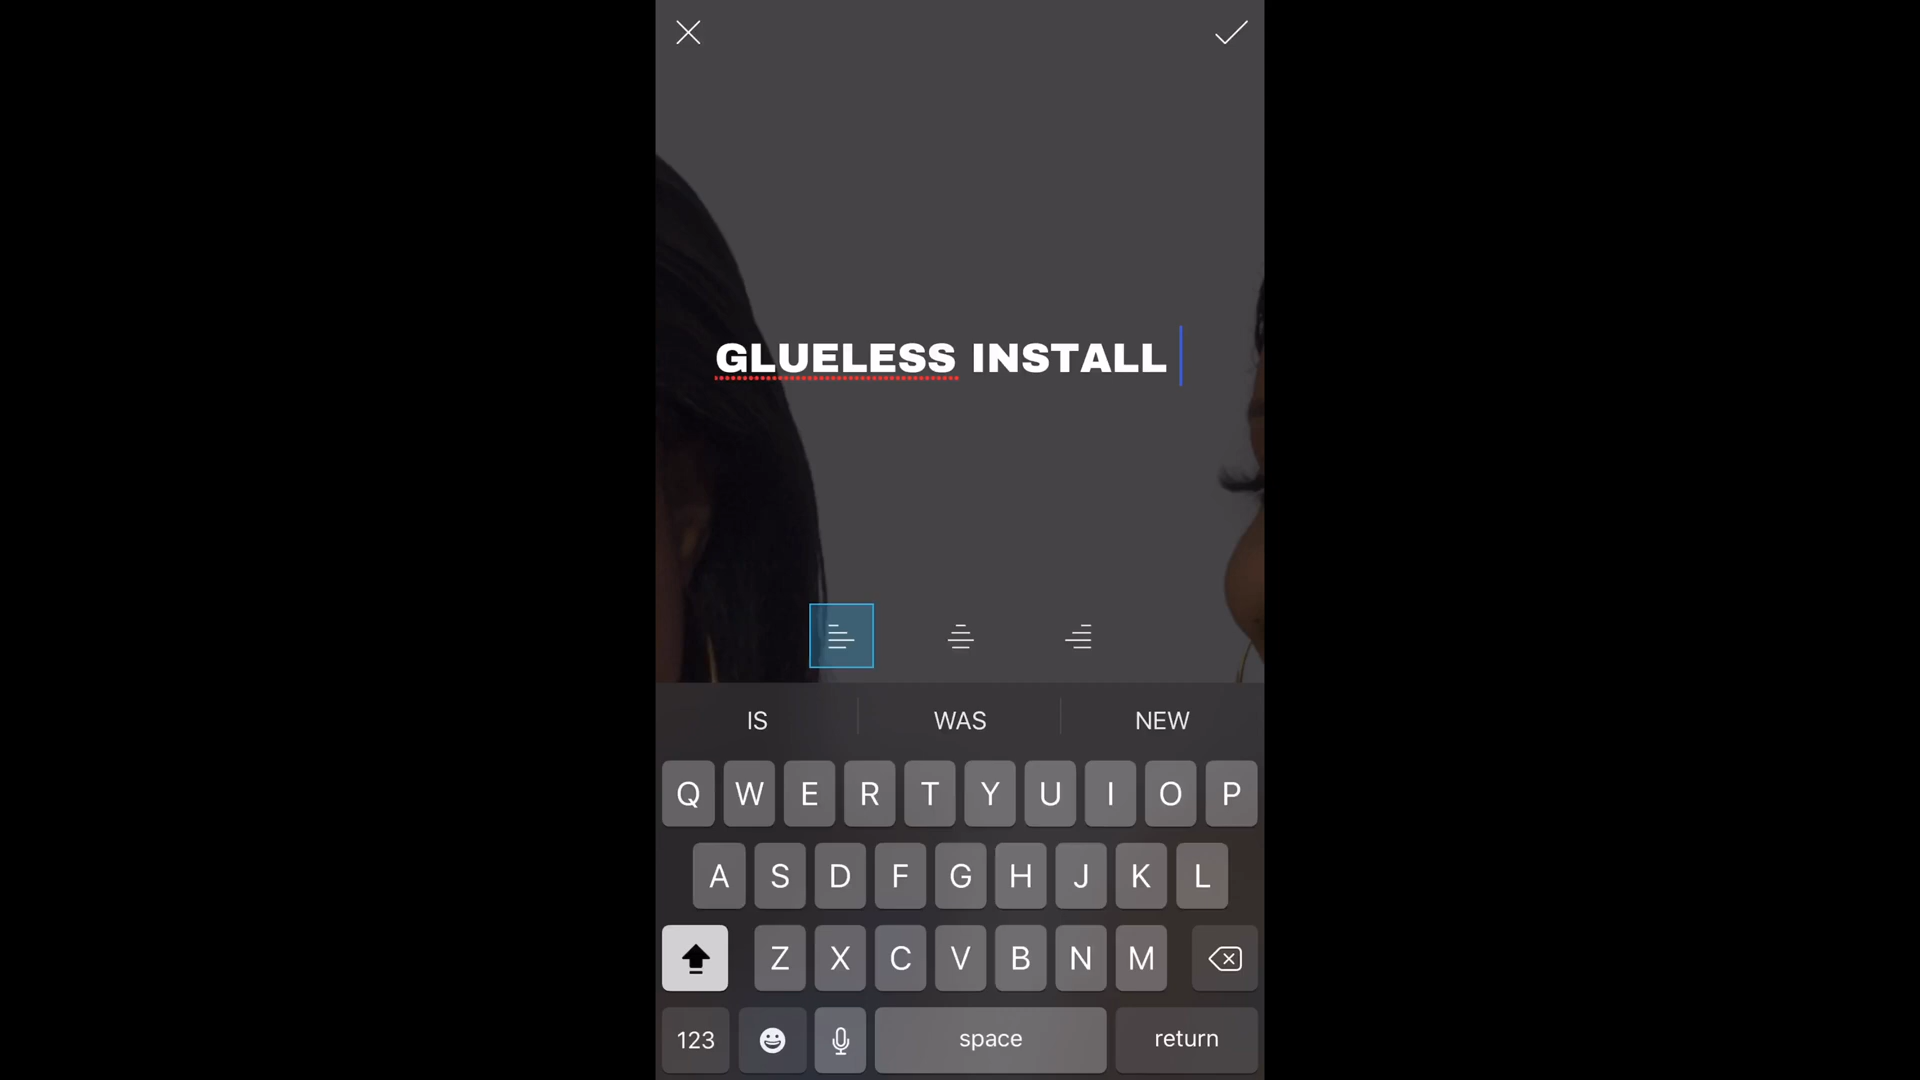 GLUELESS INSTALL
IS WAS NEW
Q W E R T Y U I O P
A S D F G H J K L
Z X C V B N M
123 space return